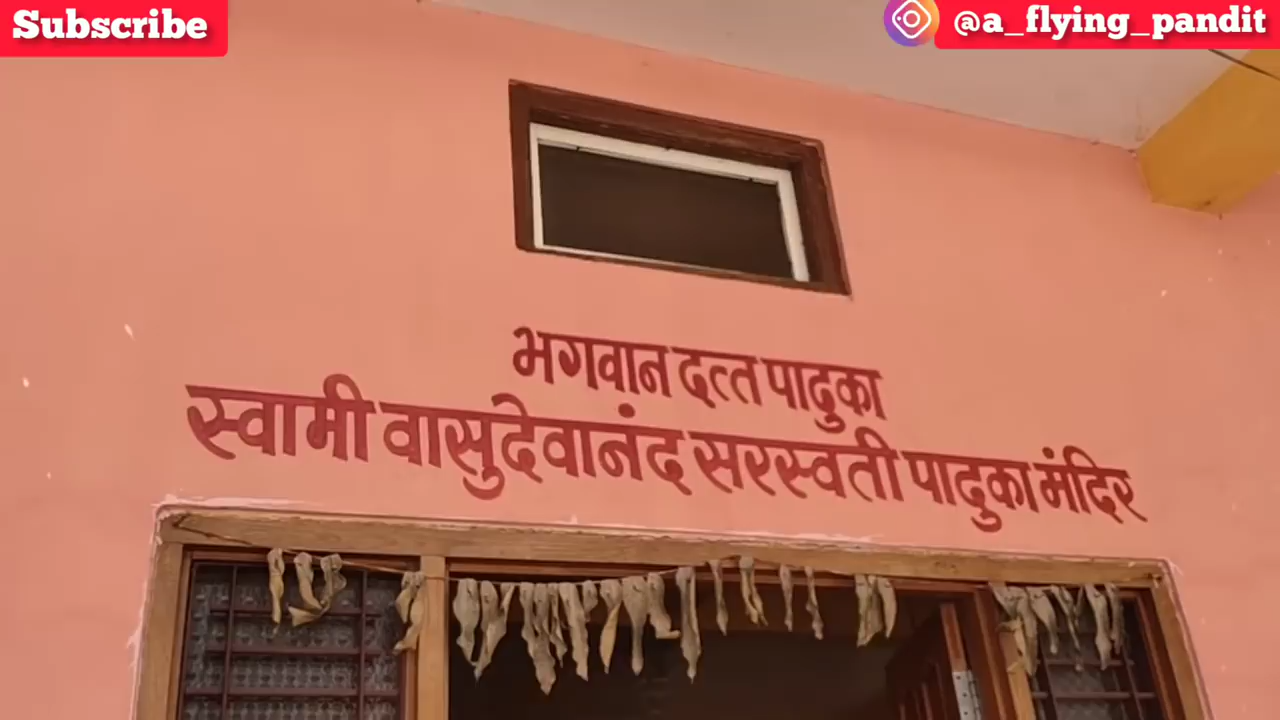 Subscribe
@a_flying_pandit
भगवान दत्त पादुका
स्वामी वासुदेवानंद सरस्वती पादुका मंदिर